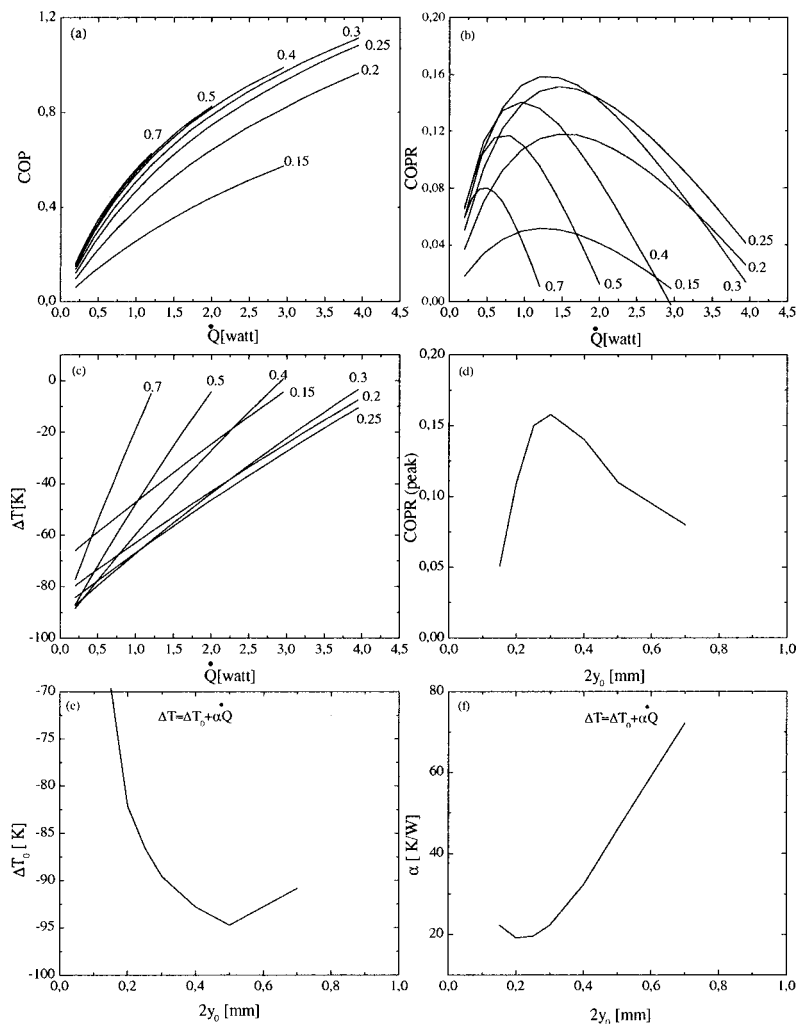 (a)
0.3
0.25
0.4
0.2
0.5
0.7
0.15
1,2
0,8
0,4
0,0
COP
0,0 0,5 1,0 1,5 2,0 2,5 3,0 3,5 4,0 4,5
Q̇[watt]
(b)
0,20
0,16
0,12
0,08
0,04
0,00
COPR
0.25
0.2
0.4
0.15
0.3
0.5
0.7
0,0 0,5 1,0 1,5 2,0 2,5 3,0 3,5 4,0 4,5
Q̇[watt]
(c)
0.7
0.5
0.4
0.15
0.3
0.2
0.25
0
-20
-40
-60
-80
-100
ΔT[K]
0,0 0,5 1,0 1,5 2,0 2,5 3,0 3,5 4,0 4,5
Q̇[watt]
(d)
0,20
0,15
0,10
0,05
0,00
COPR (peak)
0,0 0,2 0,4 0,6 0,8 1,0
2y₀ [mm]
(e)
ΔT=ΔT₀+αQ̇
-70
-75
-80
-85
-90
-95
-100
ΔT₀ [ K]
0,0 0,2 0,4 0,6 0,8 1,0
2y₀ [mm]
(f)
ΔT=ΔT₀+αQ̇
80
60
40
20
α [ K/W]
0,0 0,2 0,4 0,6 0,8 1,0
2y₀ [mm]